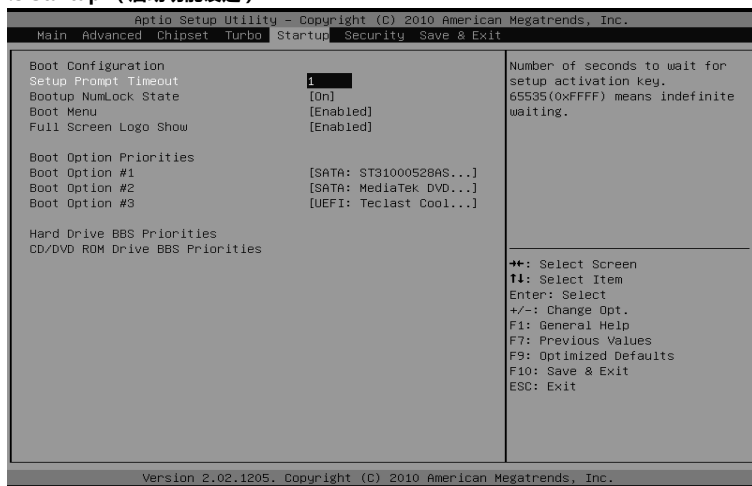 Aptio Setup Utility – Copyright (C) 2010 American Megatrends, Inc.
Main Advanced Chipset Turbo Startup Security Save & Exit
Boot Configuration
Setup Prompt Timeout 1
Bootup NumLock State [On]
Boot Menu [Enabled]
Full Screen Logo Show [Enabled]
Boot Option Priorities
Boot Option #1 [SATA: ST31000528AS...]
Boot Option #2 [SATA: MediaTek DVD...]
Boot Option #3 [UEFI: Teclast Cool...]
Hard Drive BBS Priorities
CD/DVD ROM Drive BBS Priorities
Number of seconds to wait for
setup activation key.
65535(0xFFFF) means indefinite
waiting.
→←: Select Screen
↑↓: Select Item
Enter: Select
+/-: Change Opt.
F1: General Help
F7: Previous Values
F9: Optimized Defaults
F10: Save & Exit
ESC: Exit
Version 2.02.1205. Copyright (C) 2010 American Megatrends, Inc.